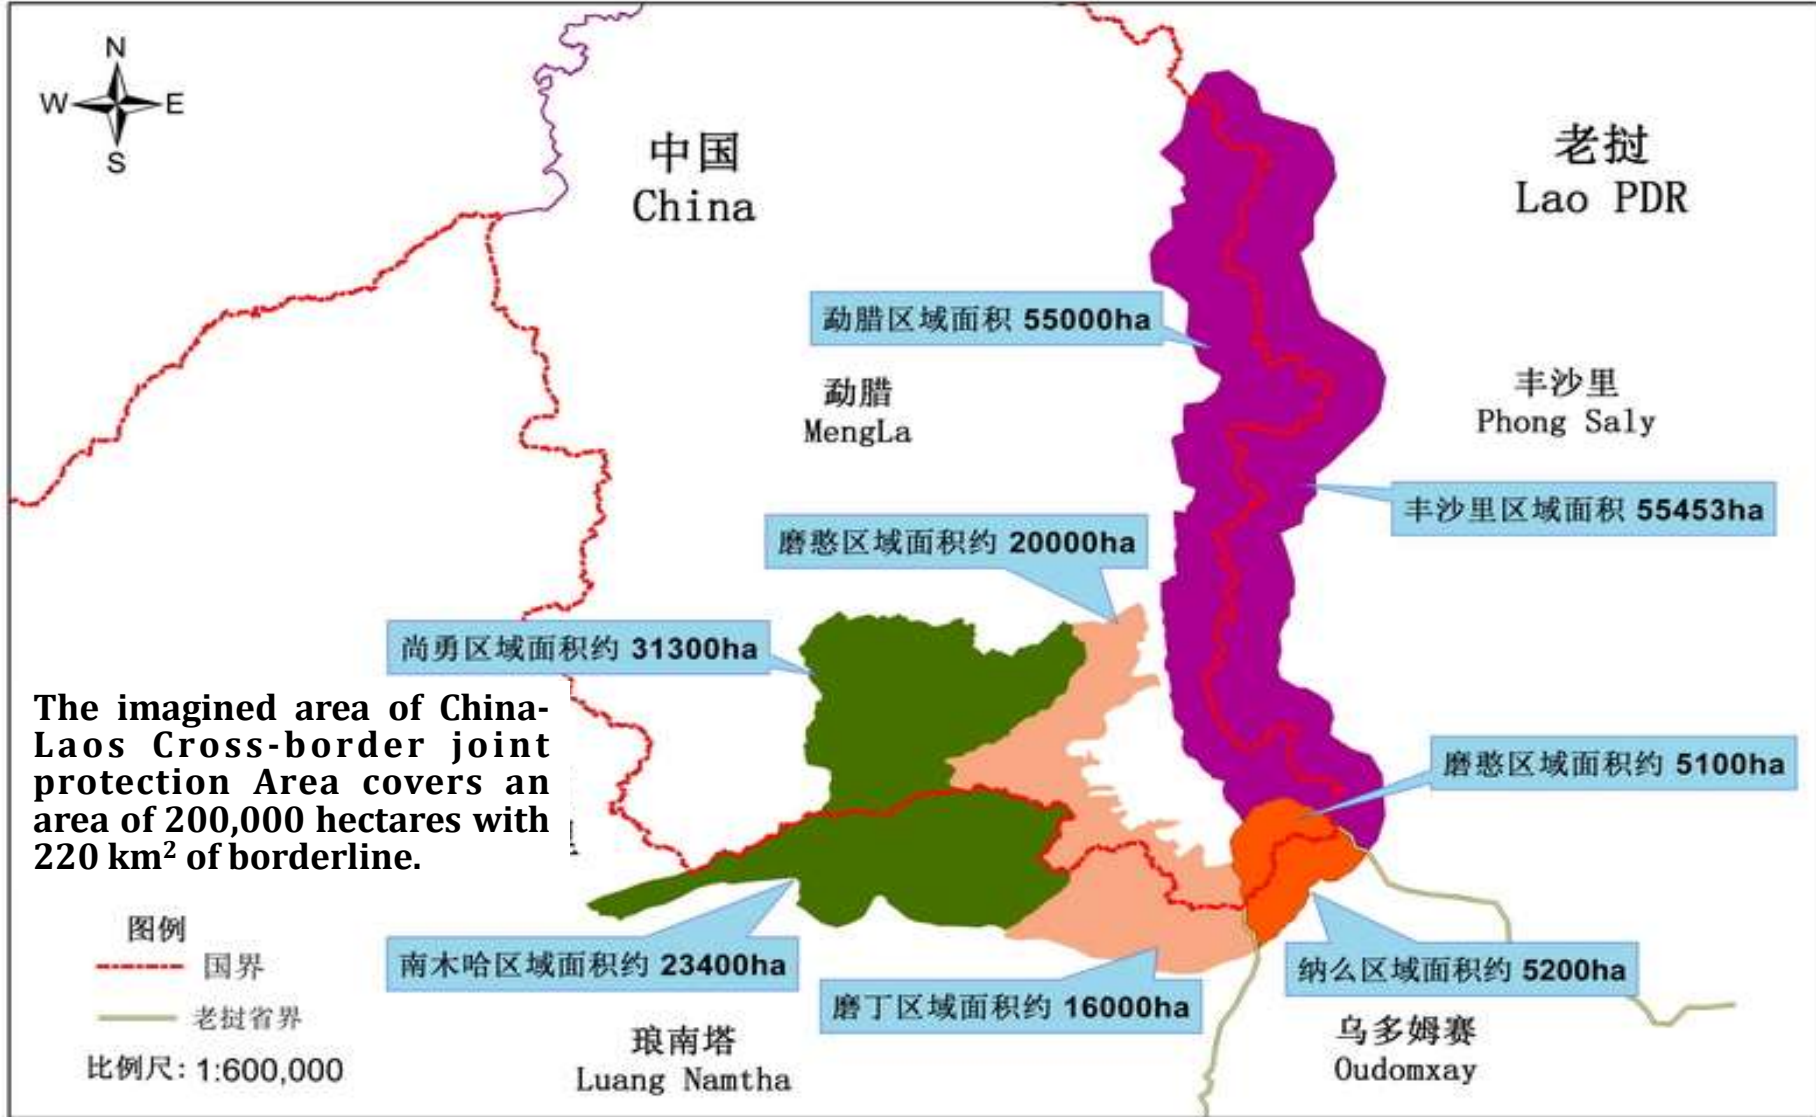 N
W
E
S
中国
China
老挝
Lao PDR
勐腊区域面积 55000ha
勐腊
MengLa
丰沙里
Phong Saly
丰沙里区域面积 55453ha
磨憨区域面积约 20000ha
尚勇区域面积约 31300ha
The imagined area of China-
Laos Cross-border joint
protection Area covers an
area of 200,000 hectares with
220 km² of borderline.
磨憨区域面积约 5100ha
图例
国界
老挝省界
比例尺: 1:600,000
南木哈区域面积约 23400ha
磨丁区域面积约 16000ha
纳么区域面积约 5200ha
琅南塔
Luang Namtha
乌多姆赛
Oudomxay